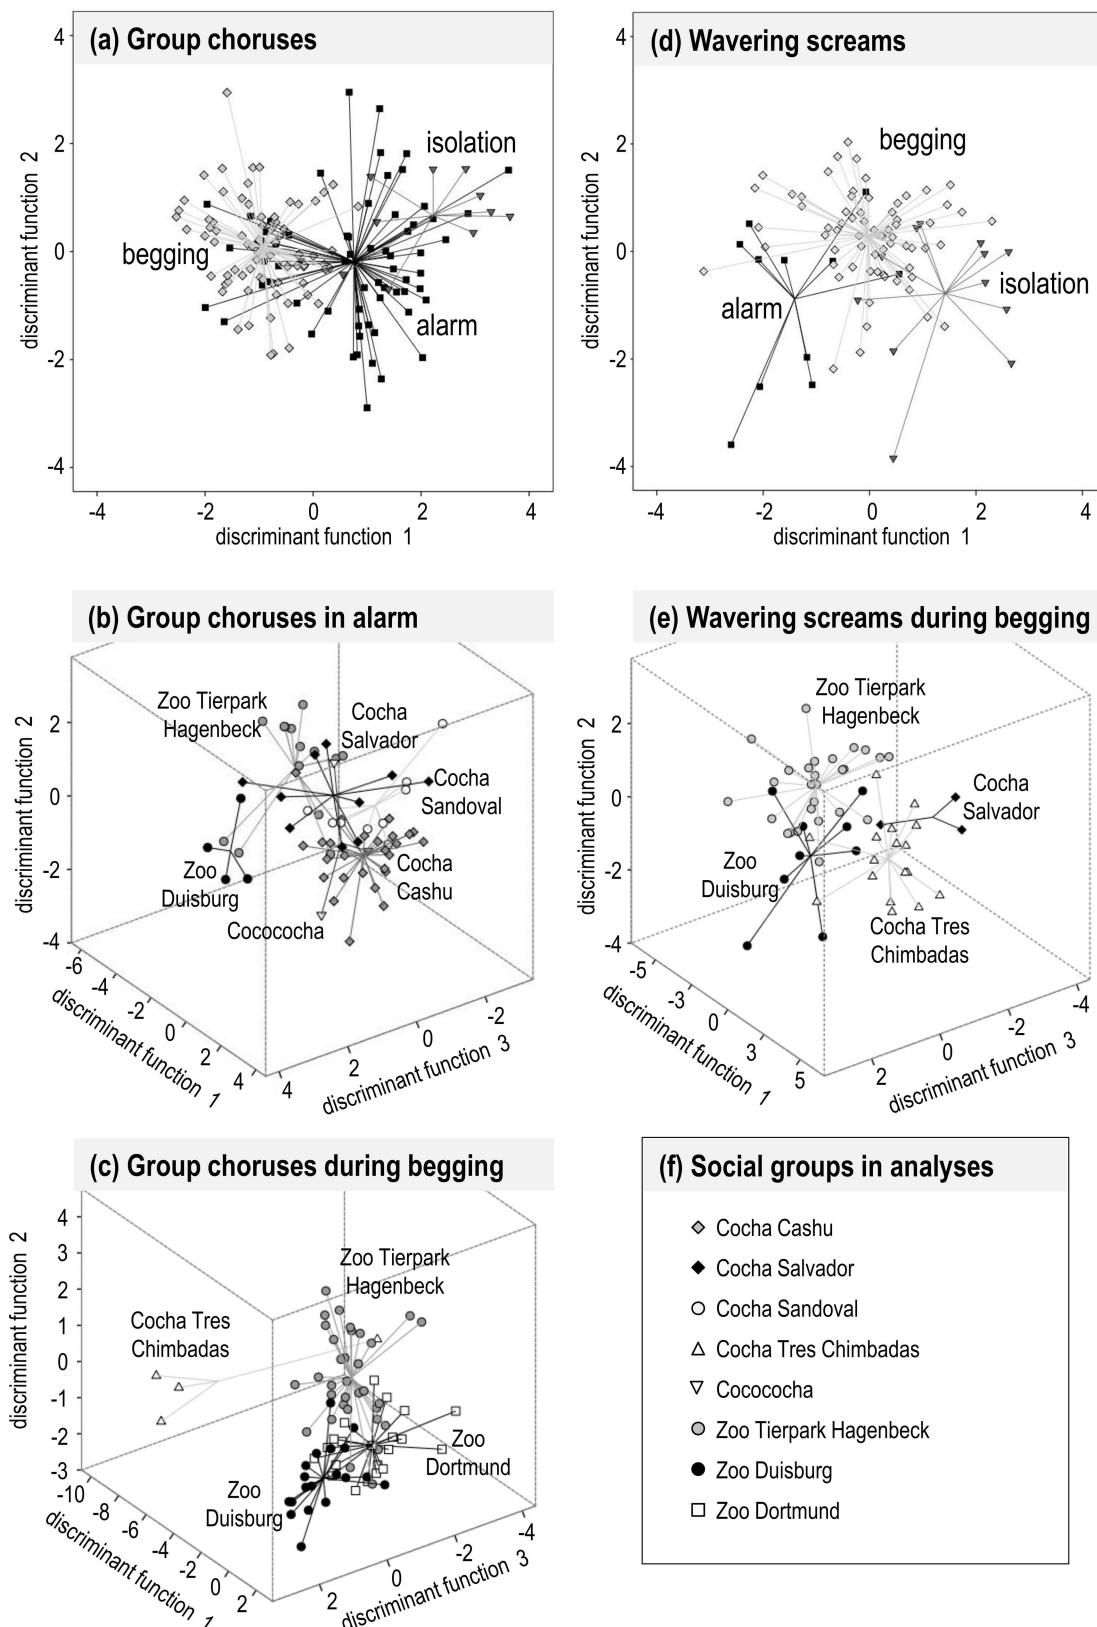 (a) Group choruses
4
2
0
-2
-4
discriminant function 2
isolation
begging
alarm
-4
-2
0
2
4
discriminant function 1
(d) Wavering screams
4
2
0
-2
-4
discriminant function 2
begging
isolation
alarm
-4
-2
0
2
4
discriminant function 1
(b) Group choruses in alarm
2
0
-2
-4
discriminant function 2
Zoo Tierpark
Hagenbeck
Cocha
Salvador
Cocha
Sandoval
Zoo
Duisburg
Cocha
Cashu
Cocococha
-6
-4
-2
0
2
4
discriminant function 1
4
2
0
-2
discriminant function 3
(e) Wavering screams during begging
2
0
-2
-4
discriminant function 2
Zoo Tierpark
Hagenbeck
Cocha
Salvador
Zoo
Duisburg
Cocha Tres
Chimbadas
-5
-3
0
3
5
discriminant function 1
2
0
-2
-4
discriminant function 3
(c) Group choruses during begging
4
3
2
1
0
-1
-2
-3
discriminant function 2
Zoo Tierpark
Hagenbeck
Cocha Tres
Chimbadas
Zoo
Dortmund
Zoo
Duisburg
-10
-8
-6
-4
-2
0
2
discriminant function 1
2
0
-2
-4
discriminant function 3
(f) Social groups in analyses
Cocha Cashu
Cocha Salvador
Cocha Sandoval
Cocha Tres Chimbadas
Cocococha
Zoo Tierpark Hagenbeck
Zoo Duisburg
Zoo Dortmund